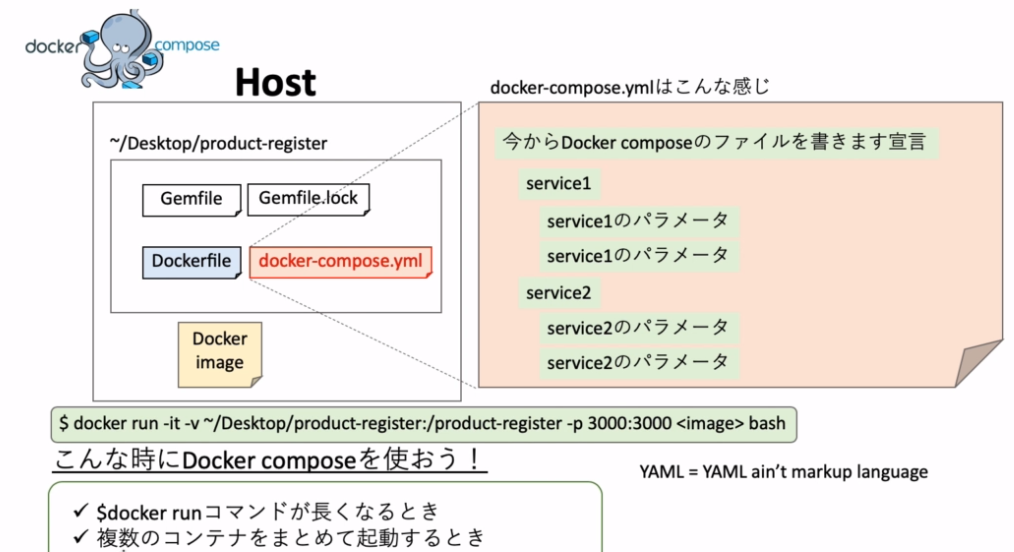 docker compose
Host
docker-compose.ymlはこんな感じ
~/Desktop/product-register
Gemfile
Gemfile.lock
Dockerfile
docker-compose.yml
Docker
image
今からDocker composeのファイルを書きます宣言
service1
service1のパラメータ
service1のパラメータ
service2
service2のパラメータ
service2のパラメータ
$ docker run -it -v ~/Desktop/product-register:/product-register -p 3000:3000 <image> bash
こんな時にDocker composeを使おう！
YAML = YAML ain’t markup language
✓ $docker runコマンドが長くなるとき
✓ 複数のコンテナをまとめて起動するとき